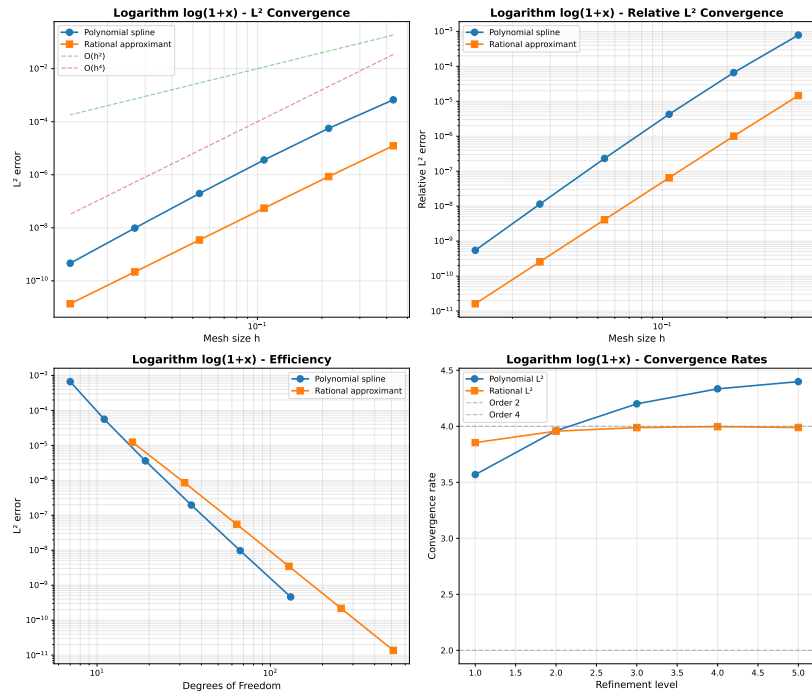 Logarithm log(1+x) - L² Convergence
Polynomial spline
Rational approximant
O(h²)
O(h⁴)
L² error
10⁻²
10⁻⁴
10⁻⁶
10⁻⁸
10⁻¹⁰
10⁻¹
Mesh size h
Logarithm log(1+x) - Relative L² Convergence
Polynomial spline
Rational approximant
Relative L² error
10⁻³
10⁻⁴
10⁻⁵
10⁻⁶
10⁻⁷
10⁻⁸
10⁻⁹
10⁻¹⁰
10⁻¹¹
10⁻¹
Mesh size h
Logarithm log(1+x) - Efficiency
Polynomial spline
Rational approximant
L² error
10⁻³
10⁻⁴
10⁻⁵
10⁻⁶
10⁻⁷
10⁻⁸
10⁻⁹
10⁻¹⁰
10⁻¹¹
10¹ 10²
Degrees of Freedom
Logarithm log(1+x) - Convergence Rates
Polynomial L²
Rational L²
Order 2
Order 4
Convergence rate
4.5
4.0
3.5
3.0
2.5
2.0
1.0 1.5 2.0 2.5 3.0 3.5 4.0 4.5 5.0
Refinement level